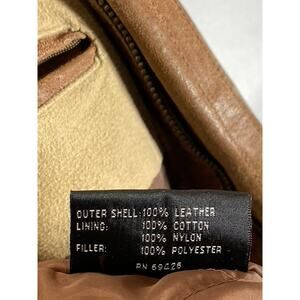 OUTER SHELL: 100% LEATHER
LINING: 100% COTTON
100% NYLON
FILLER: 100% POLYESTER
RN 69426